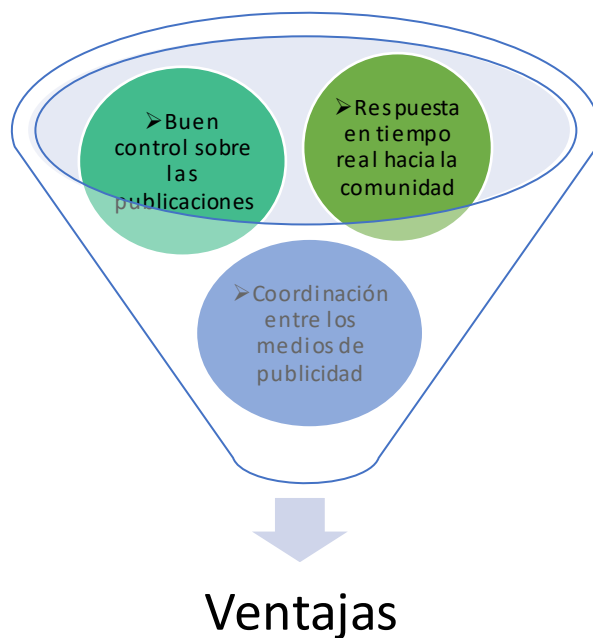 ➢Buen
control sobre
las
publicaciones
➢Respuesta
en tiempo
real hacia la
comunidad
➢Coordinación
entre los
medios de
publicidad
Ventajas